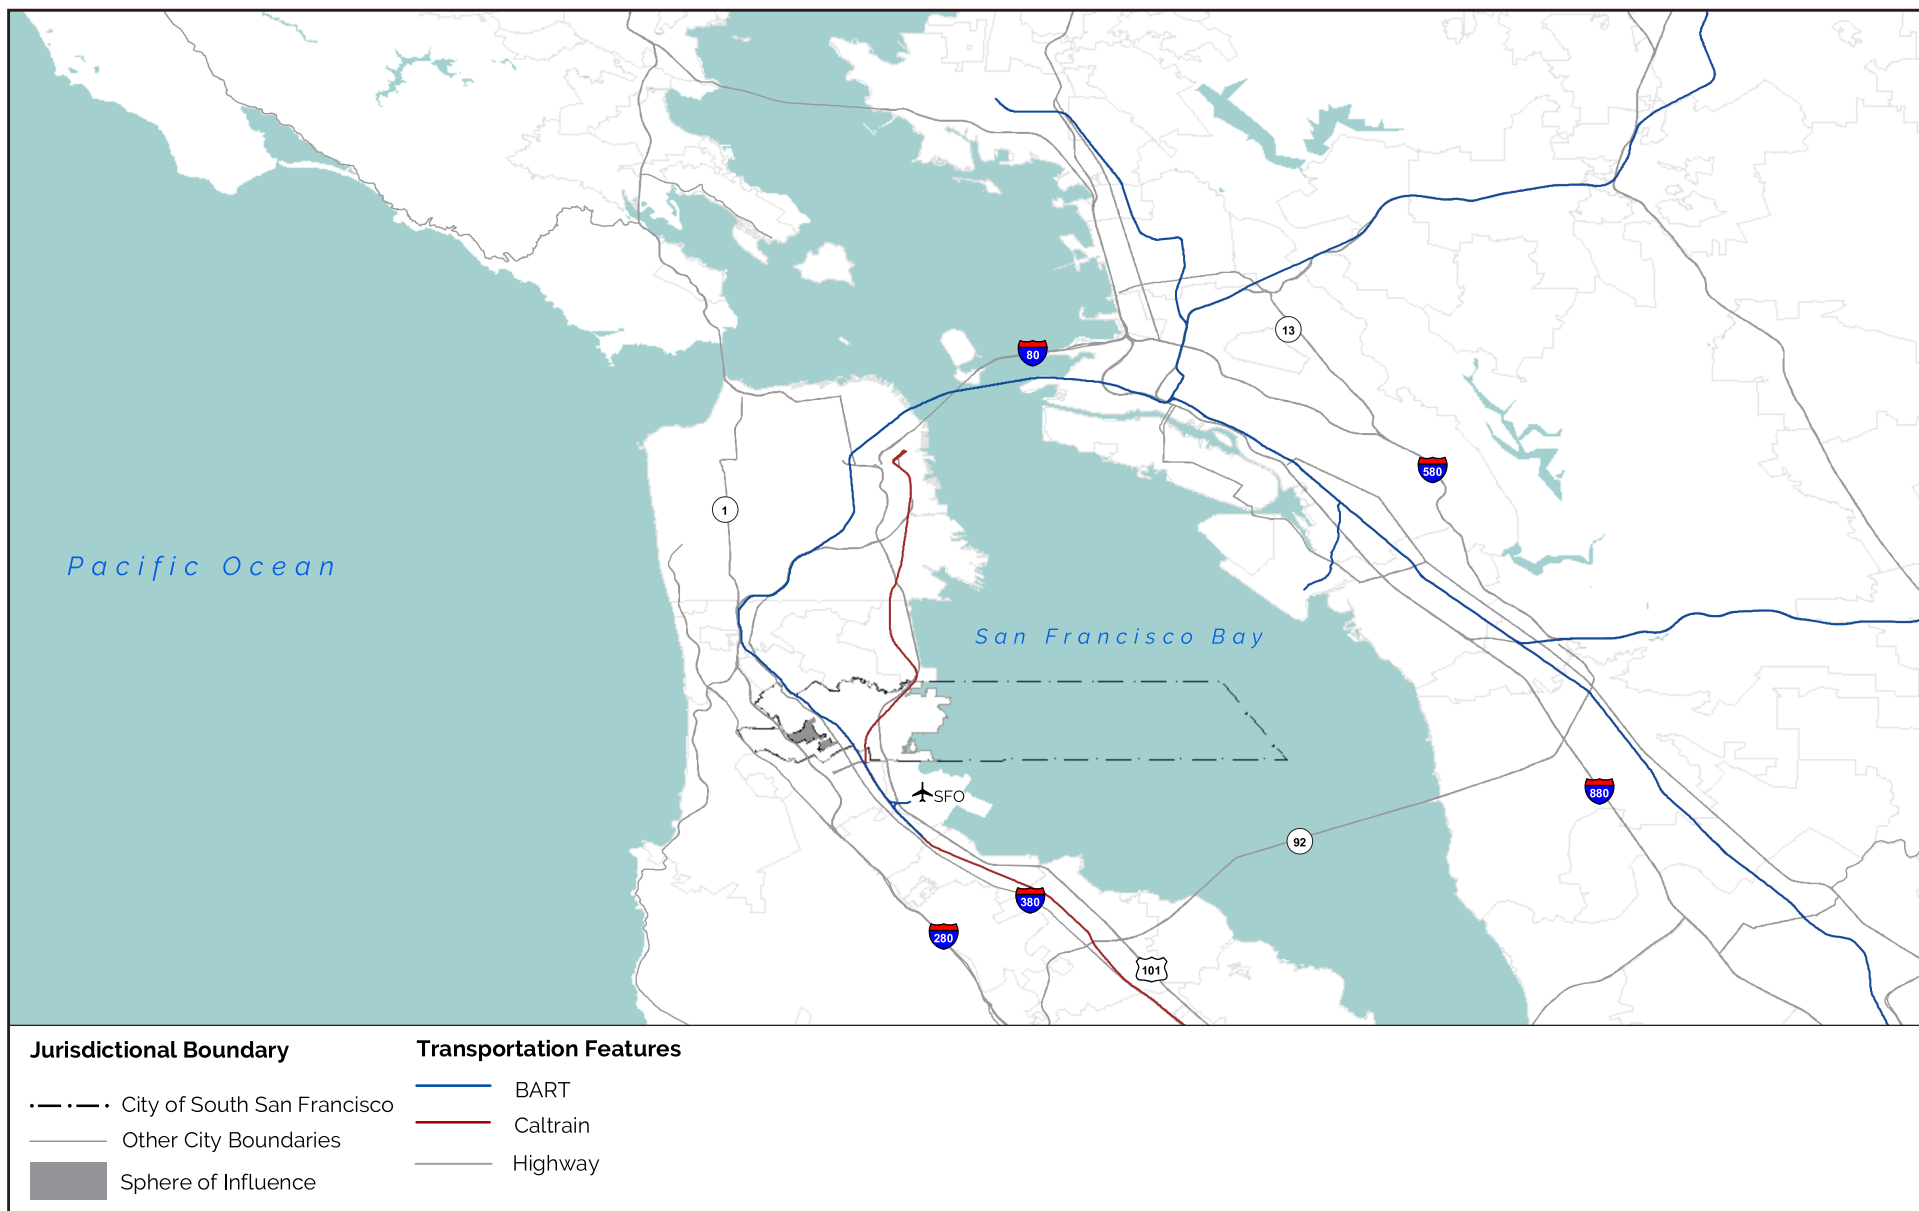 80
13
580
1
Pacific Ocean
San Francisco Bay
SFO
880
92
380
280
101
Jurisdictional Boundary
City of South San Francisco
Other City Boundaries
Sphere of Influence
Transportation Features
BART
Caltrain
Highway